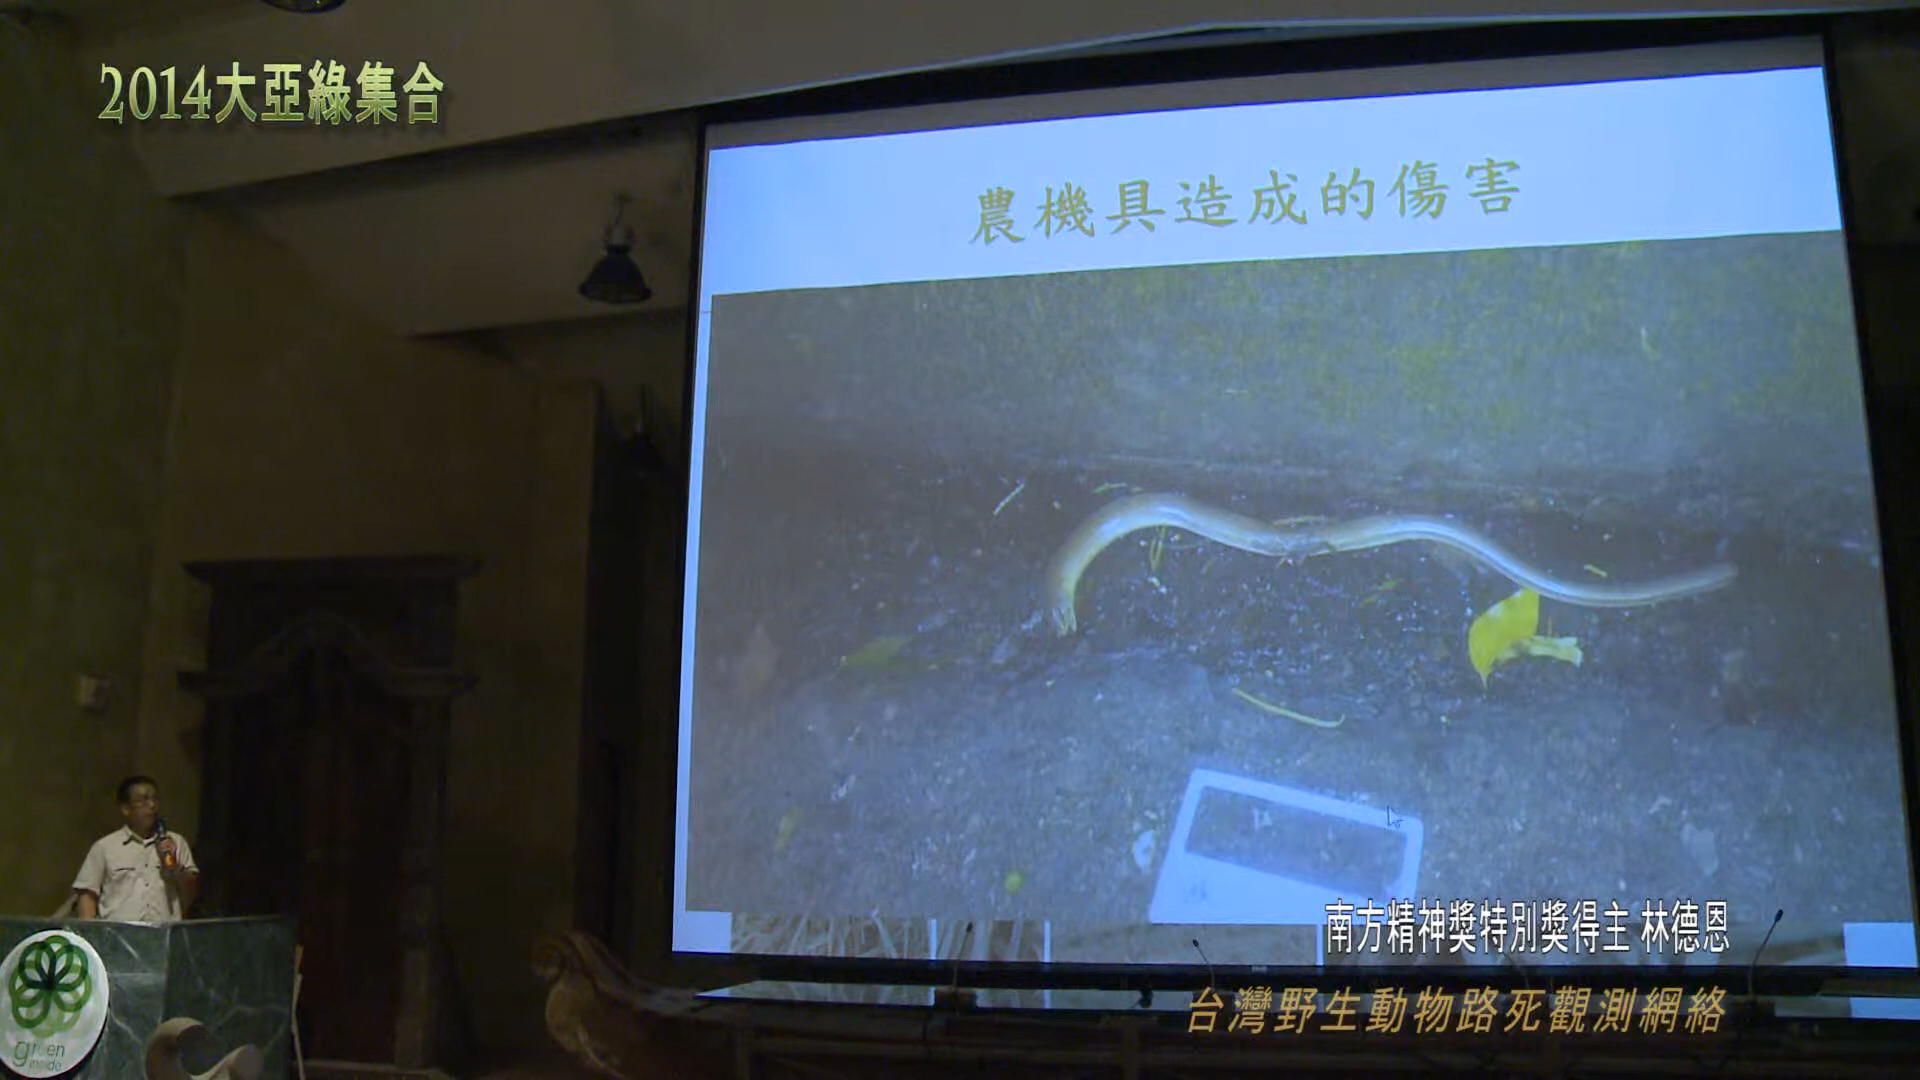 2014大亞綠集合
農機具造成的傷害
南方精神獎特別獎得主 林德恩
台灣野生動物路死觀測網絡
green
inside